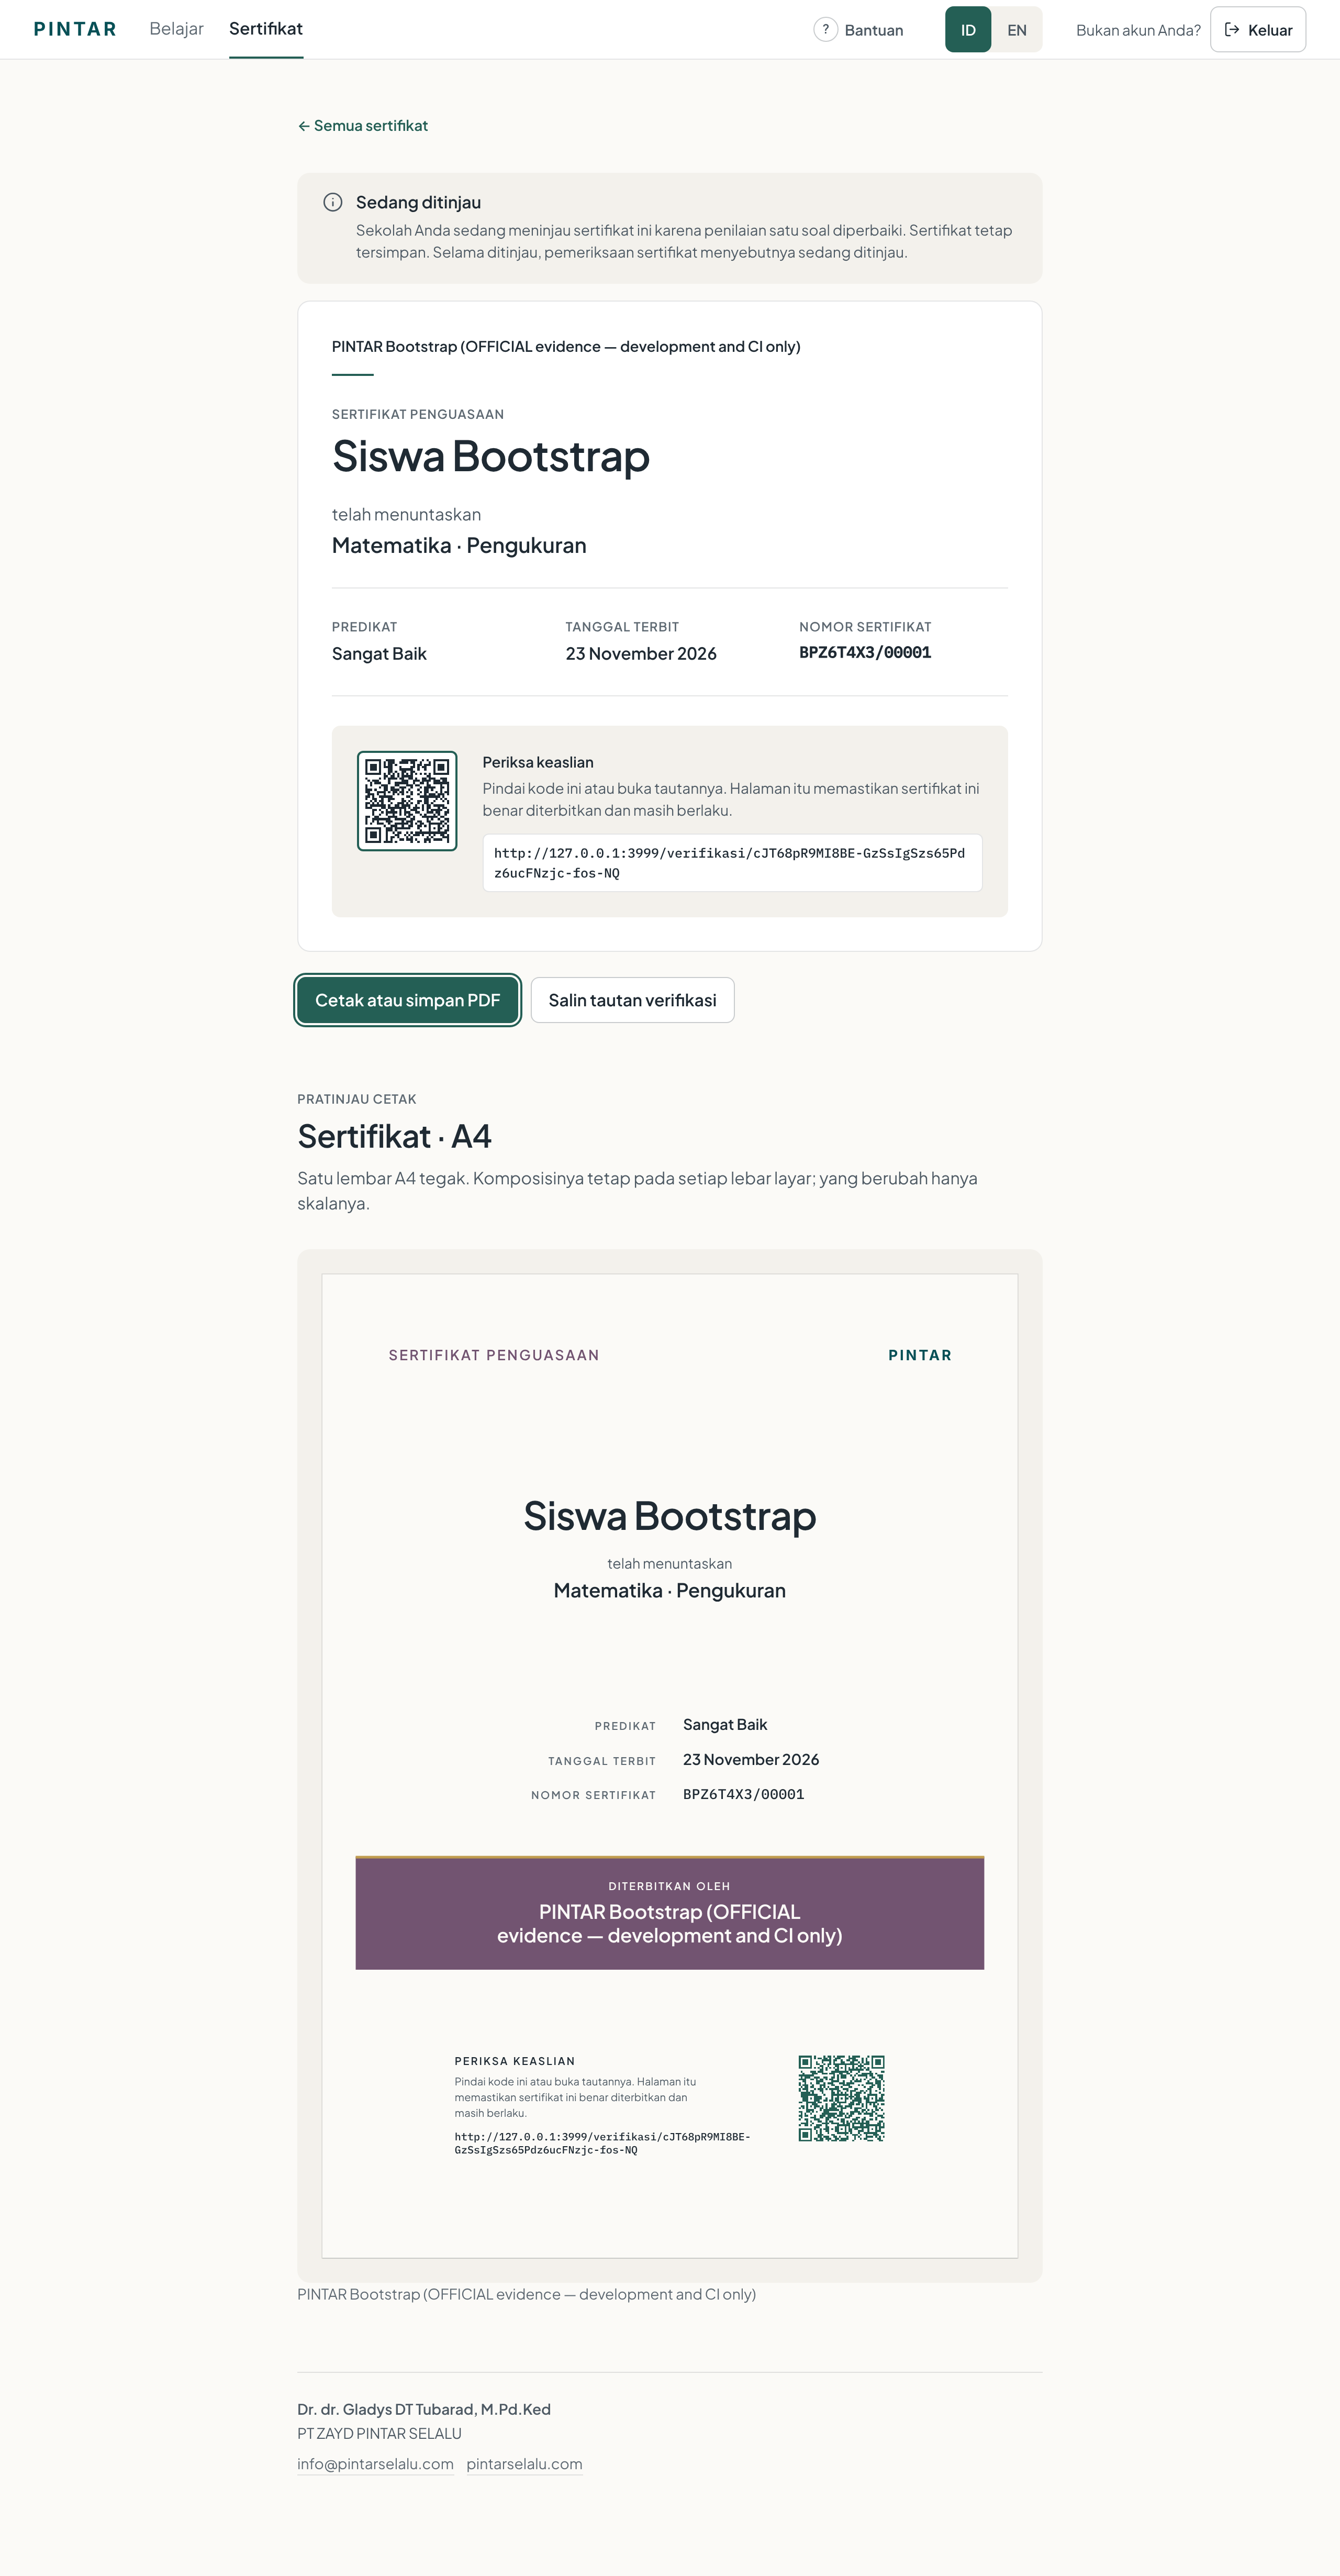 PINTAR Belajar Sertifikat ? Bantuan ID EN Bukan akun Anda? Keluar
← Semua sertifikat
Sedang ditinjau
Sekolah Anda sedang meninjau sertifikat ini karena penilaian satu soal diperbaiki. Sertifikat tetap
tersimpan. Selama ditinjau, pemeriksaan sertifikat menyebutnya sedang ditinjau.
PINTAR Bootstrap (OFFICIAL evidence — development and CI only)
SERTIFIKAT PENGUASAAN
Siswa Bootstrap
telah menuntaskan
Matematika · Pengukuran
PREDIKAT TANGGAL TERBIT NOMOR SERTIFIKAT
Sangat Baik 23 November 2026 BPZ6T4X3/00001
Periksa keaslian
Pindai kode ini atau buka tautannya. Halaman itu memastikan sertifikat ini
benar diterbitkan dan masih berlaku.
http://127.0.0.1:3999/verifikasi/cJT68pR9MI8BE-GzSsIgSzs65Pd
z6ucFNzjc-fos-NQ
Cetak atau simpan PDF Salin tautan verifikasi
PRATINJAU CETAK
Sertifikat · A4
Satu lembar A4 tegak. Komposisinya tetap pada setiap lebar layar; yang berubah hanya
skalanya.
SERTIFIKAT PENGUASAAN PINTAR
Siswa Bootstrap
telah menuntaskan
Matematika · Pengukuran
PREDIKAT Sangat Baik
TANGGAL TERBIT 23 November 2026
NOMOR SERTIFIKAT BPZ6T4X3/00001
DITERBITKAN OLEH
PINTAR Bootstrap (OFFICIAL
evidence — development and CI only)
PERIKSA KEASLIAN
Pindai kode ini atau buka tautannya. Halaman itu
memastikan sertifikat ini benar diterbitkan dan
masih berlaku.
http://127.0.0.1:3999/verifikasi/cJT68pR9MI8BE-
GzSsIgSzs65Pdz6ucFNzjc-fos-NQ
PINTAR Bootstrap (OFFICIAL evidence — development and CI only)
Dr. dr. Gladys DT Tubarad, M.Pd.Ked
PT ZAYD PINTAR SELALU
info@pintarselalu.com pintarselalu.com